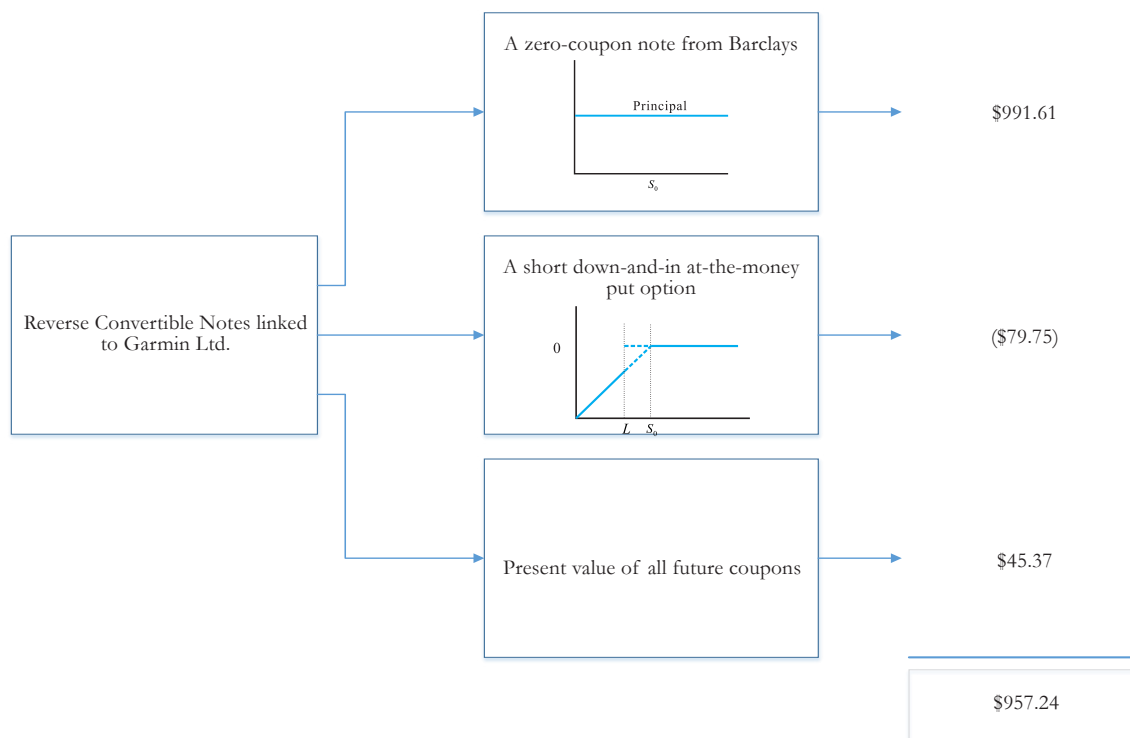 A zero-coupon note from Barclays
Principal
S₀
$991.61
Reverse Convertible Notes linked
to Garmin Ltd.
A short down-and-in at-the-money
put option
0
L S₀
($79.75)
Present value of all future coupons
$45.37
$957.24